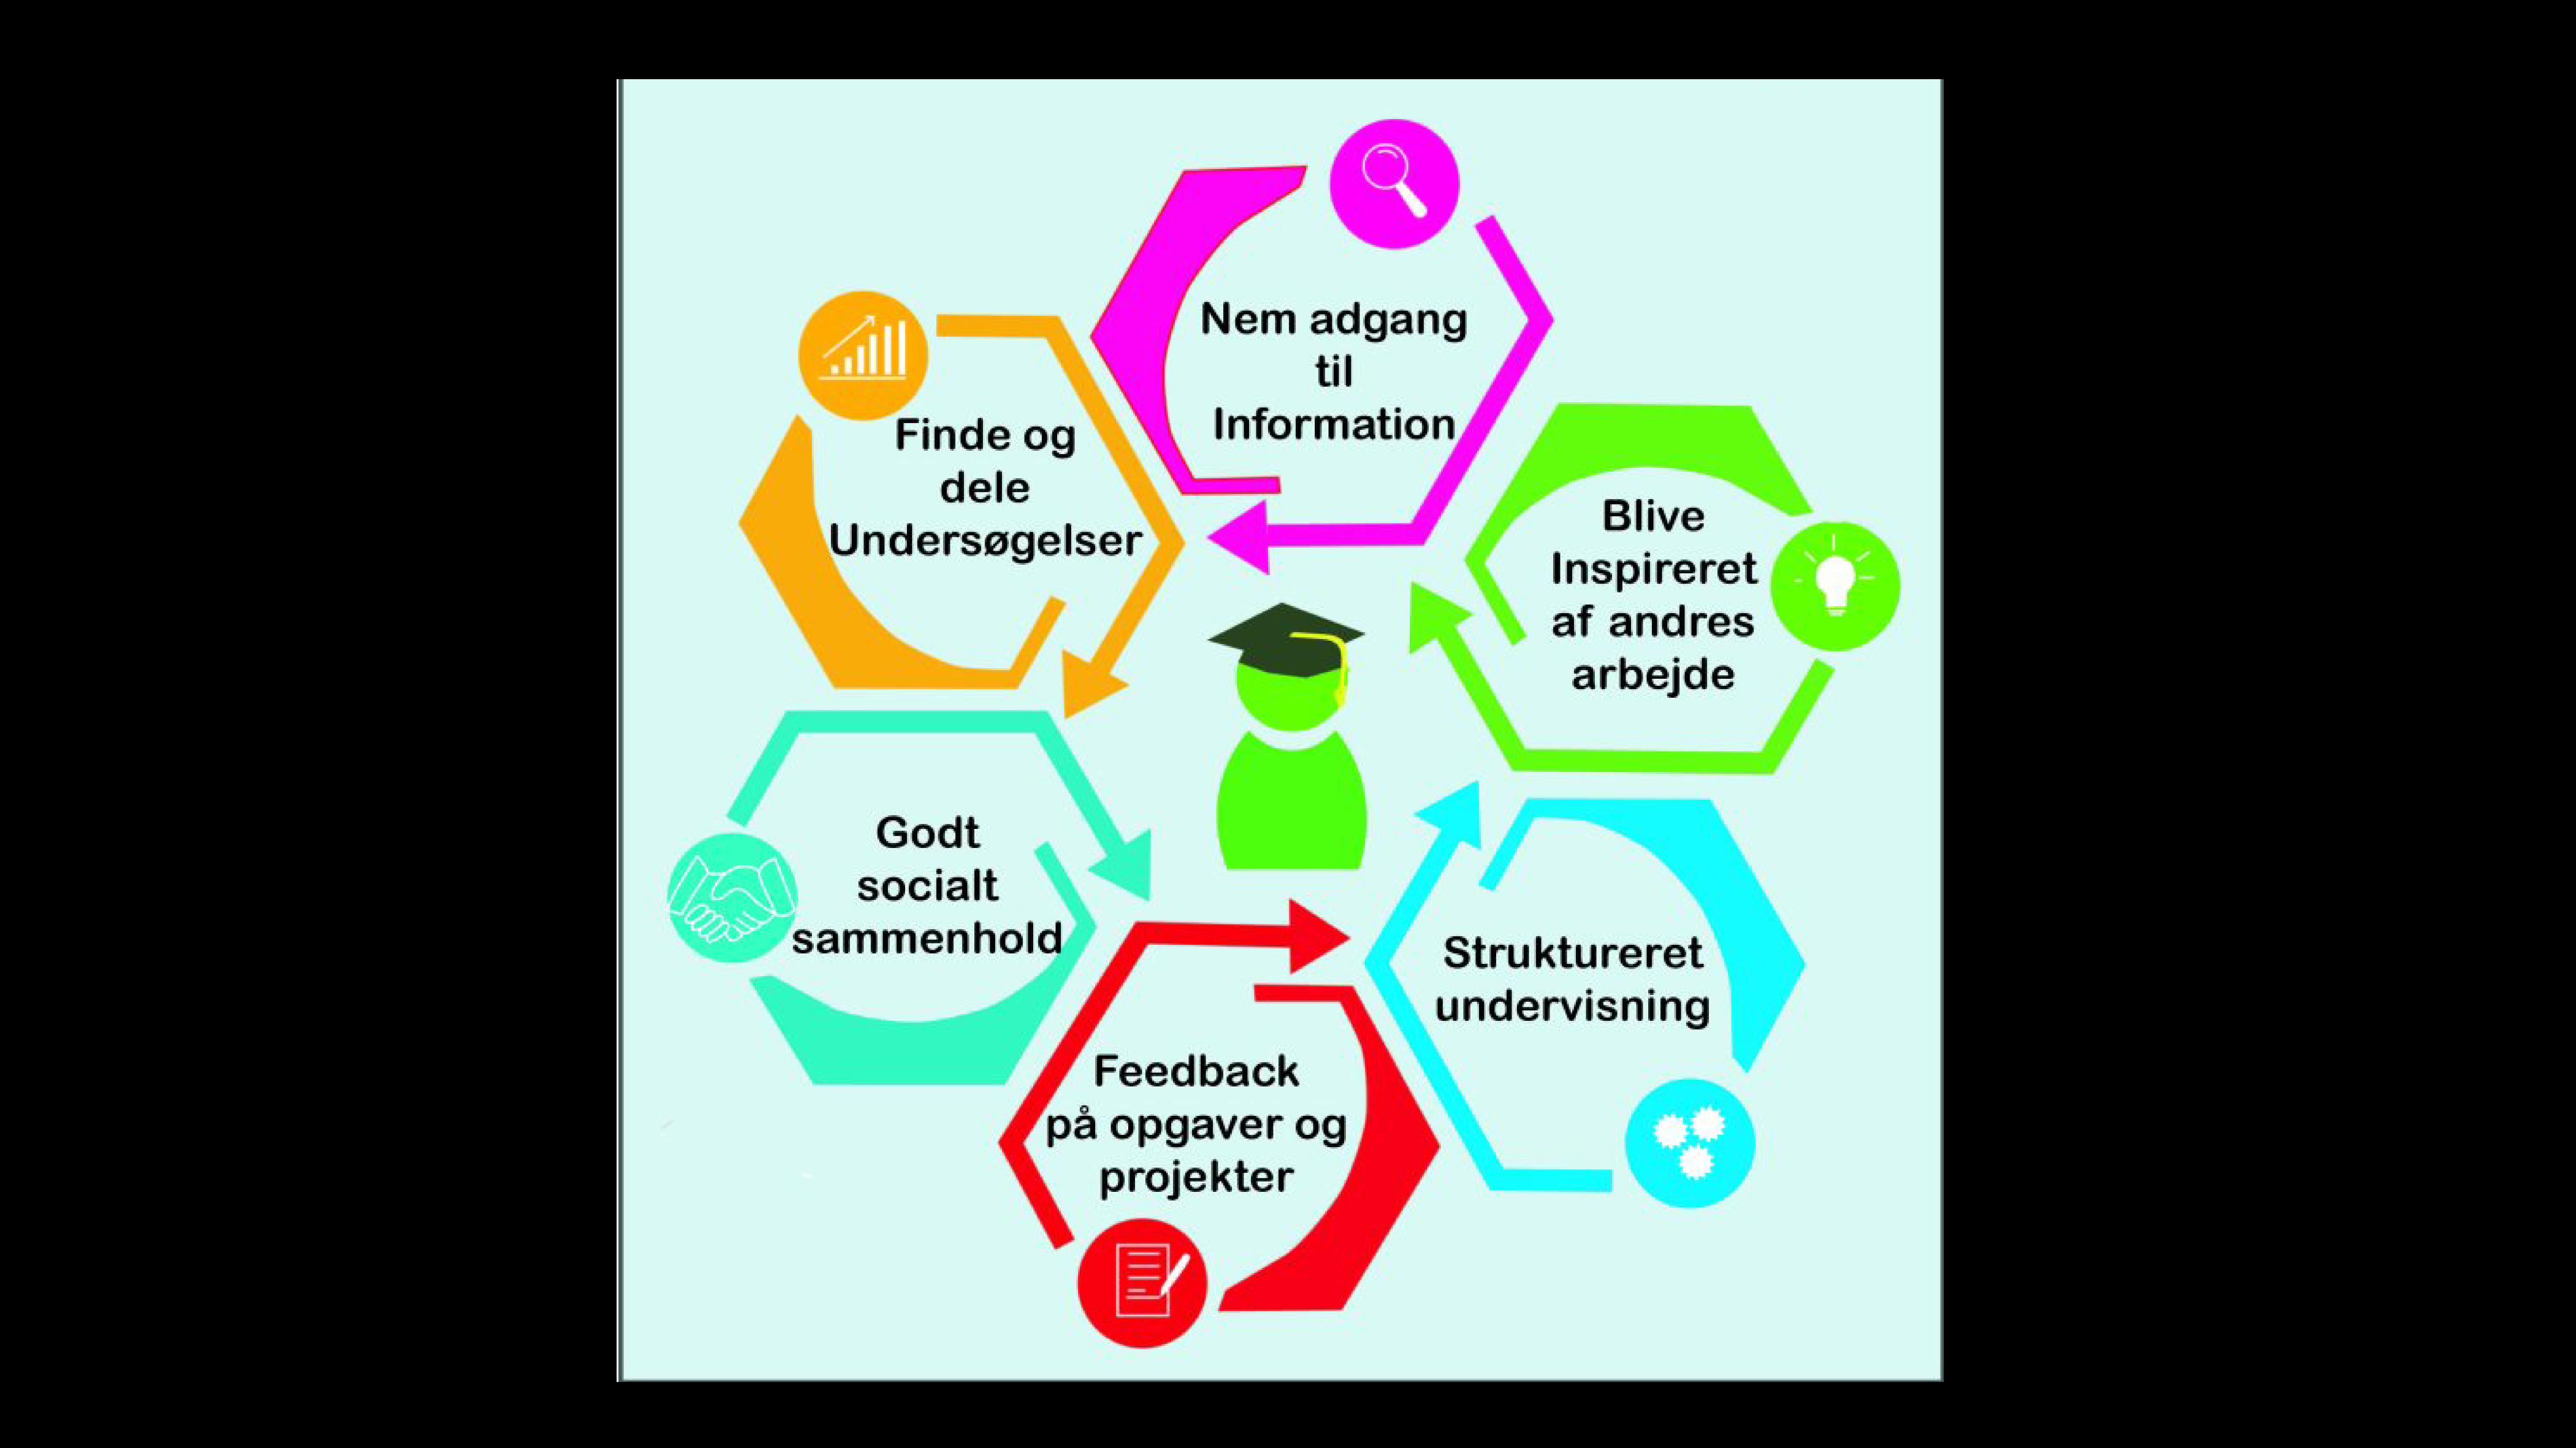 Nem adgang
til
Information
Finde og
dele
Undersøgelser
Blive
Inspireret
af andres
arbejde
Godt
socialt
sammenhold
Struktureret
undervisning
Feedback
på opgaver og
projekter